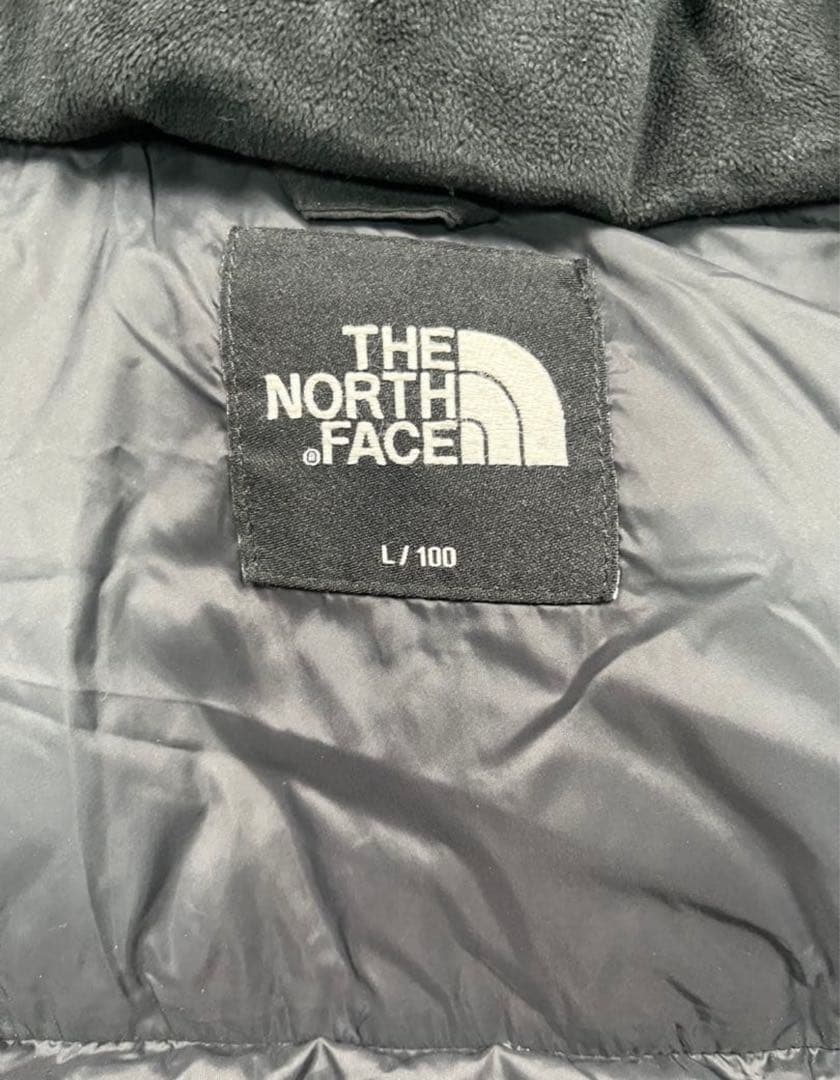 THE
NORTH
®FACE
L / 100